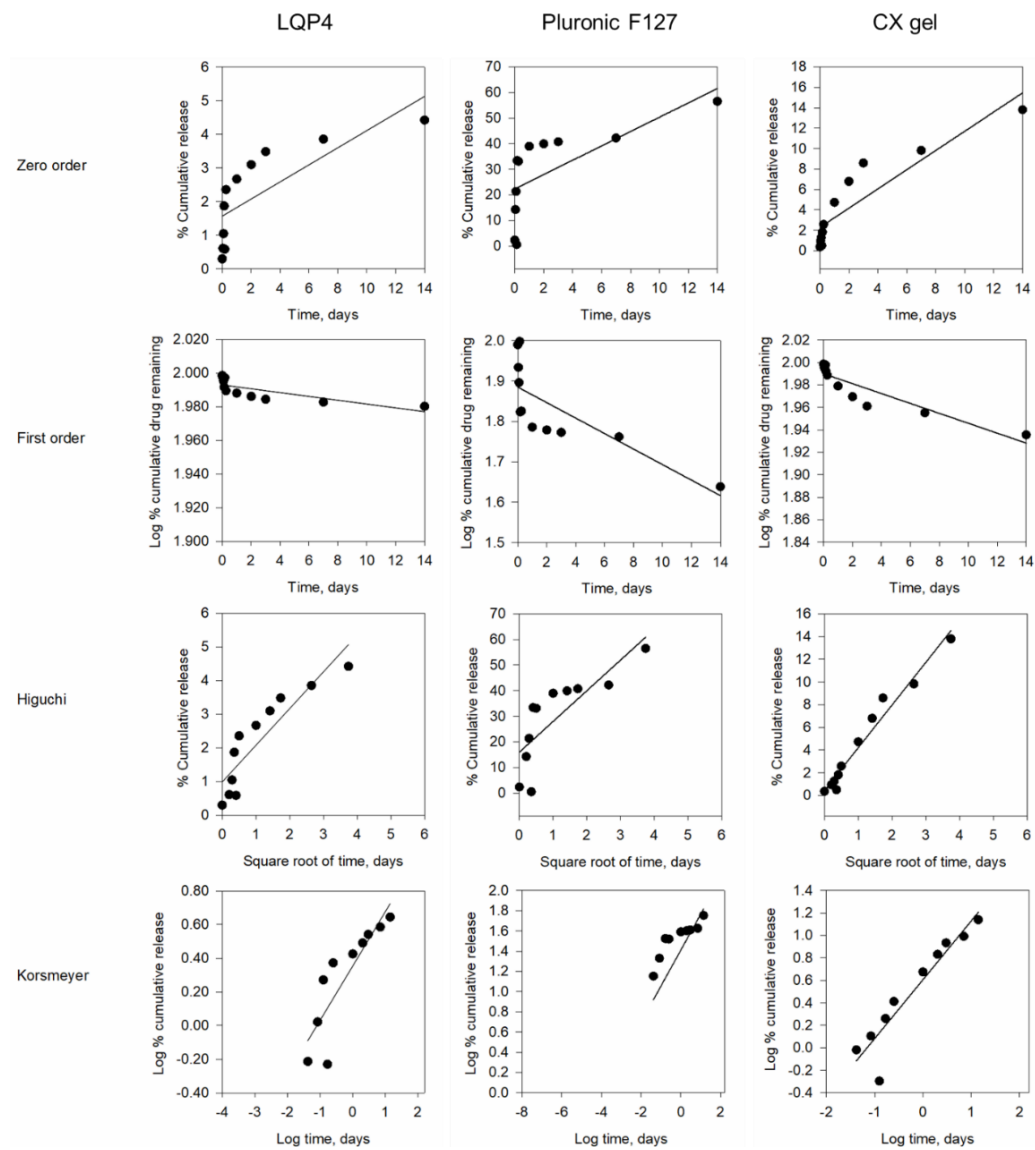 LQP4 Pluronic F127 CX gel
Zero order
% Cumulative release
6
5
4
3
2
1
0
0 2 4 6 8 10 12 14
Time, days
% Cumulative release
70
60
50
40
30
20
10
0
0 2 4 6 8 10 12 14
Time, days
% Cumulative release
18
16
14
12
10
8
6
4
2
0
0 2 4 6 8 10 12 14
Time, days
First order
Log % cumulative drug remaining
2.020
2.000
1.980
1.960
1.940
1.920
1.900
0 2 4 6 8 10 12 14
Time, days
Log % cumulative drug remaining
2.0
1.9
1.8
1.7
1.6
1.5
0 2 4 6 8 10 12 14
Time, days
Log % cumulative drug remaining
2.02
2.00
1.98
1.96
1.94
1.92
1.90
1.88
1.86
1.84
0 2 4 6 8 10 12 14
Time, days
Higuchi
% Cumulative release
6
5
4
3
2
1
0
0 1 2 3 4 5 6
Square root of time, days
% Cumulative release
70
60
50
40
30
20
10
0
0 1 2 3 4 5 6
Square root of time, days
% Cumulative release
16
14
12
10
8
6
4
2
0
0 1 2 3 4 5 6
Square root of time, days
Korsmeyer
Log % cumulative release
0.80
0.60
0.40
0.20
0.00
-0.20
-0.40
-4 -3 -2 -1 0 1 2
Log time, days
Log % cumulative release
2.0
1.8
1.6
1.4
1.2
1.0
0.8
0.6
0.4
0.2
0.0
-8 -6 -4 -2 0 2
Log time, days
Log % cumulative release
1.4
1.2
1.0
0.8
0.6
0.4
0.2
0.0
-0.2
-0.4
-2 -1 0 1 2
Log time, days